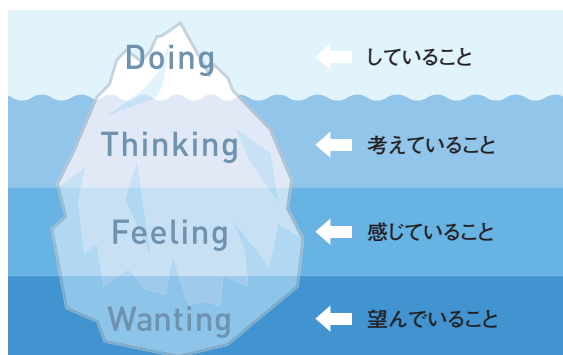 Doing していること
Thinking 考えていること
Feeling 感じていること
Wanting 望んでいること